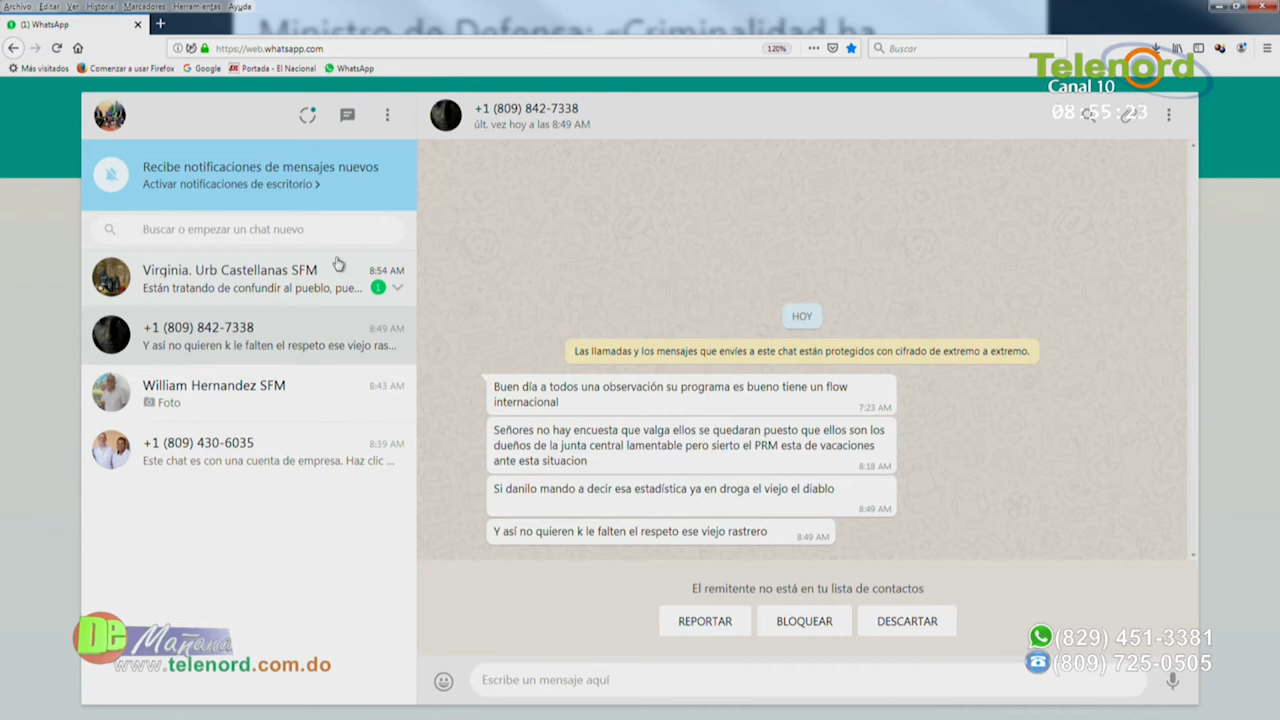 Archivo Editar Ver Historial Marcadores Herramientas Ayuda
Ministro de Defensa: «Criminalidad ha
(1) WhatsApp
https://web.whatsapp.com
120%
Buscar
Más visitados Comenzar a usar Firefox Google Portada - El Nacional WhatsApp
Telenord
Canal 10
08:55:23
+1 (809) 842-7338
últ. vez hoy a las 8:49 AM
Recibe notificaciones de mensajes nuevos
Activar notificaciones de escritorio >
Buscar o empezar un chat nuevo
Virginia. Urb Castellanas SFM 8:54 AM
Están tratando de confundir al pueblo, pue... 1
+1 (809) 842-7338 8:49 AM
Y así no quieren k le falten el respeto ese viejo ras...
William Hernandez SFM 8:43 AM
Foto
+1 (809) 430-6035 8:39 AM
Este chat es con una cuenta de empresa. Haz clic ...
HOY
Las llamadas y los mensajes que envíes a este chat están protegidos con cifrado de extremo a extremo.
Buen día a todos una observación su programa es bueno tiene un flow
internacional
7:23 AM
Señores no hay encuesta que valga ellos se quedaran puesto que ellos son los
dueños de la junta central lamentable pero sierto el PRM esta de vacaciones
ante esta situacion
8:18 AM
Si danilo mando a decir esa estadística ya en droga el viejo el diablo
8:49 AM
Y así no quieren k le falten el respeto ese viejo rastrero
8:49 AM
El remitente no está en tu lista de contactos
REPORTAR BLOQUEAR DESCARTAR
Escribe un mensaje aquí
De Mañana
www.telenord.com.do
(829) 451-3381
(809) 725-0505